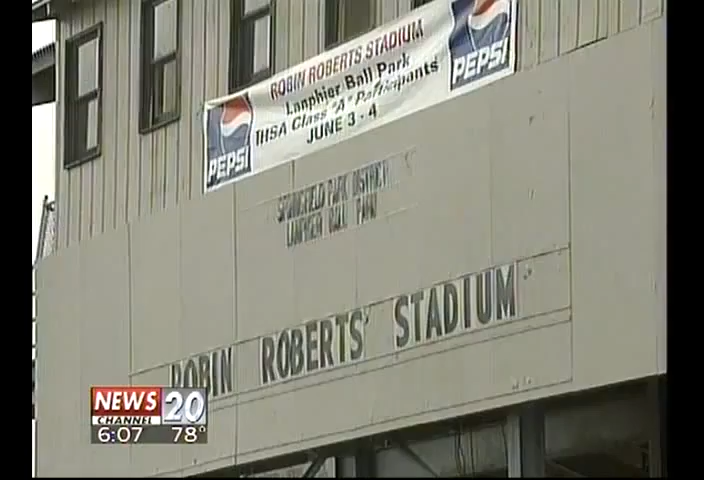 ROBIN ROBERTS STADIUM
Lanphier Ball Park
IHSA Class "A" Participants
JUNE 3 - 4
PEPSI
PEPSI
SPRINGFIELD PARK DISTRICT
LANPHIER BALL PARK
ROBIN ROBERTS' STADIUM
NEWS
CHANNEL
20
6:07 78°